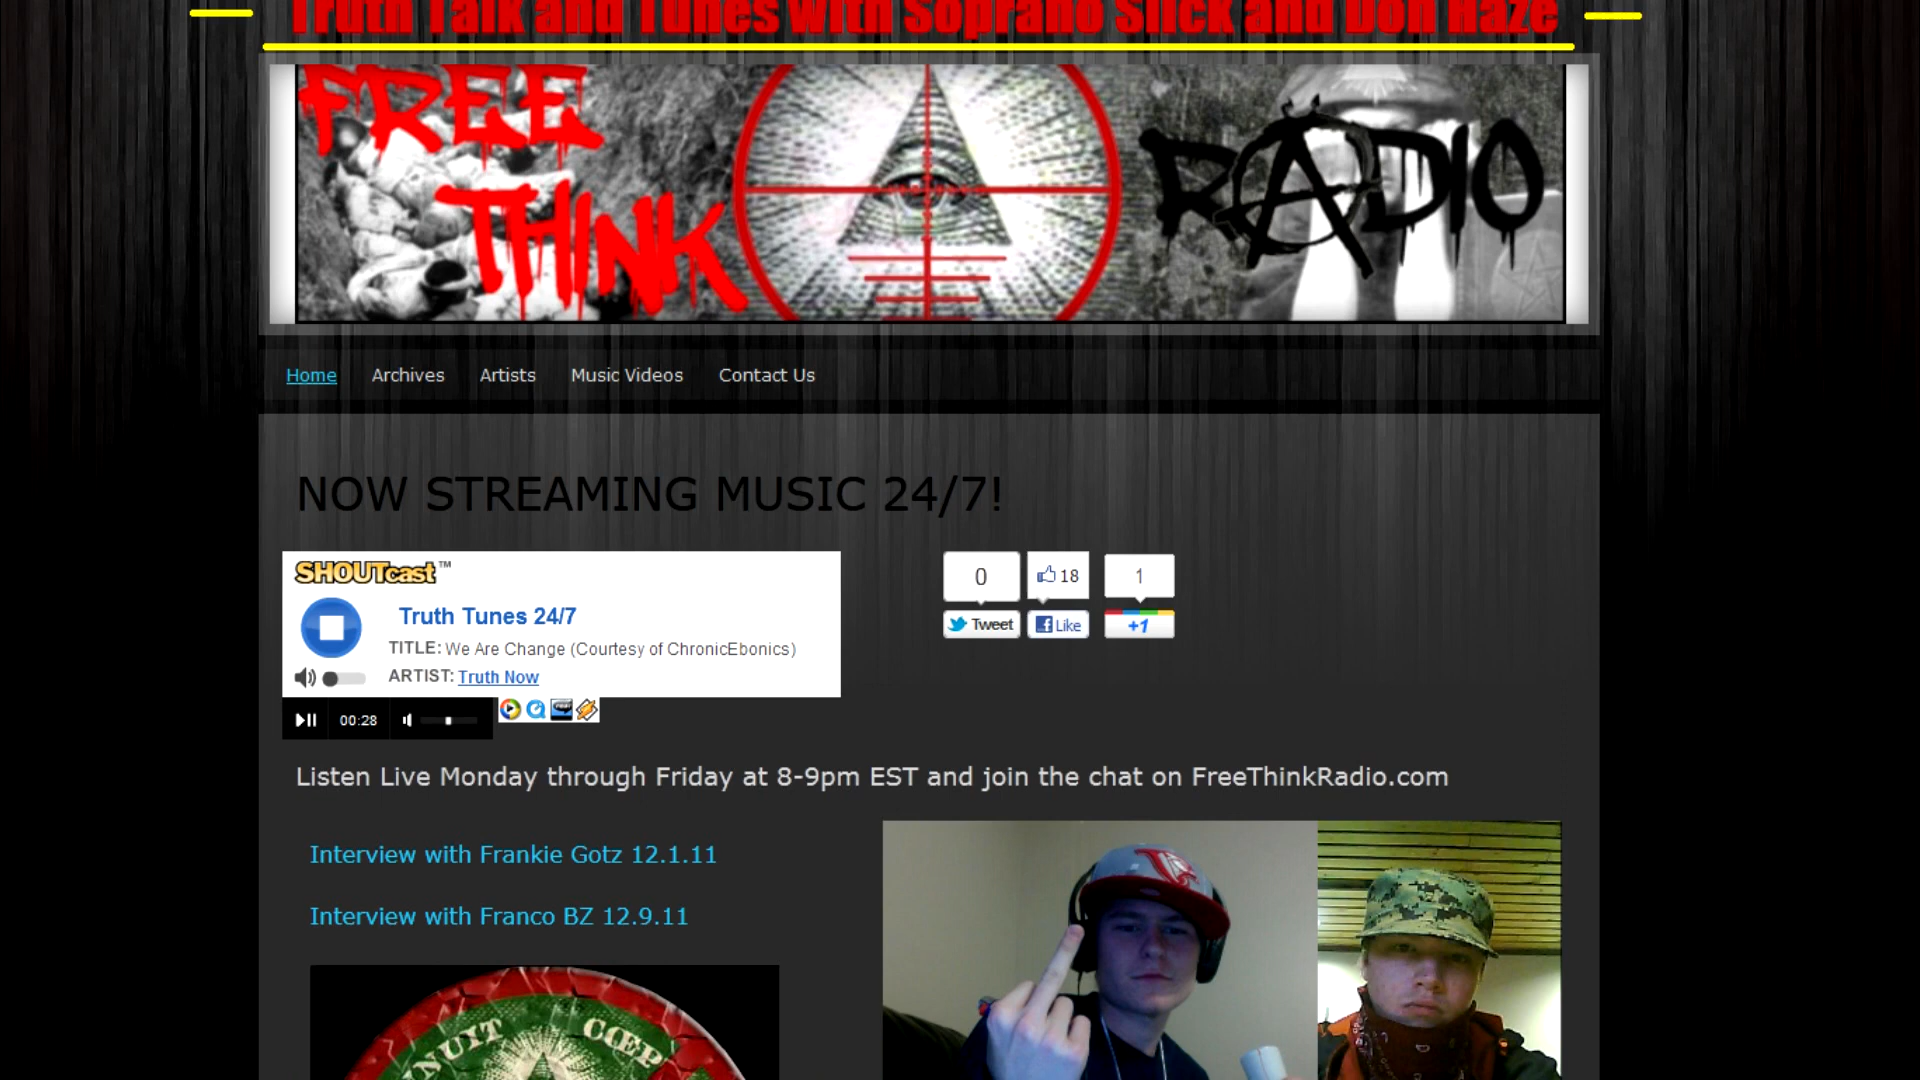 Truth Talk and Tunes with Soprano Slick and Don Haze
FREE
THINK
RADIO
Home
Archives
Artists
Music Videos
Contact Us
NOW STREAMING MUSIC 24/7!
SHOUTcast™
Truth Tunes 24/7
TITLE: We Are Change (Courtesy of ChronicEbonics)
ARTIST: Truth Now
00:28
0
18
1
Tweet
Like
+1
Listen Live Monday through Friday at 8-9pm EST and join the chat on FreeThinkRadio.com
Interview with Frankie Gotz 12.1.11
Interview with Franco BZ 12.9.11
NUIT CŒP